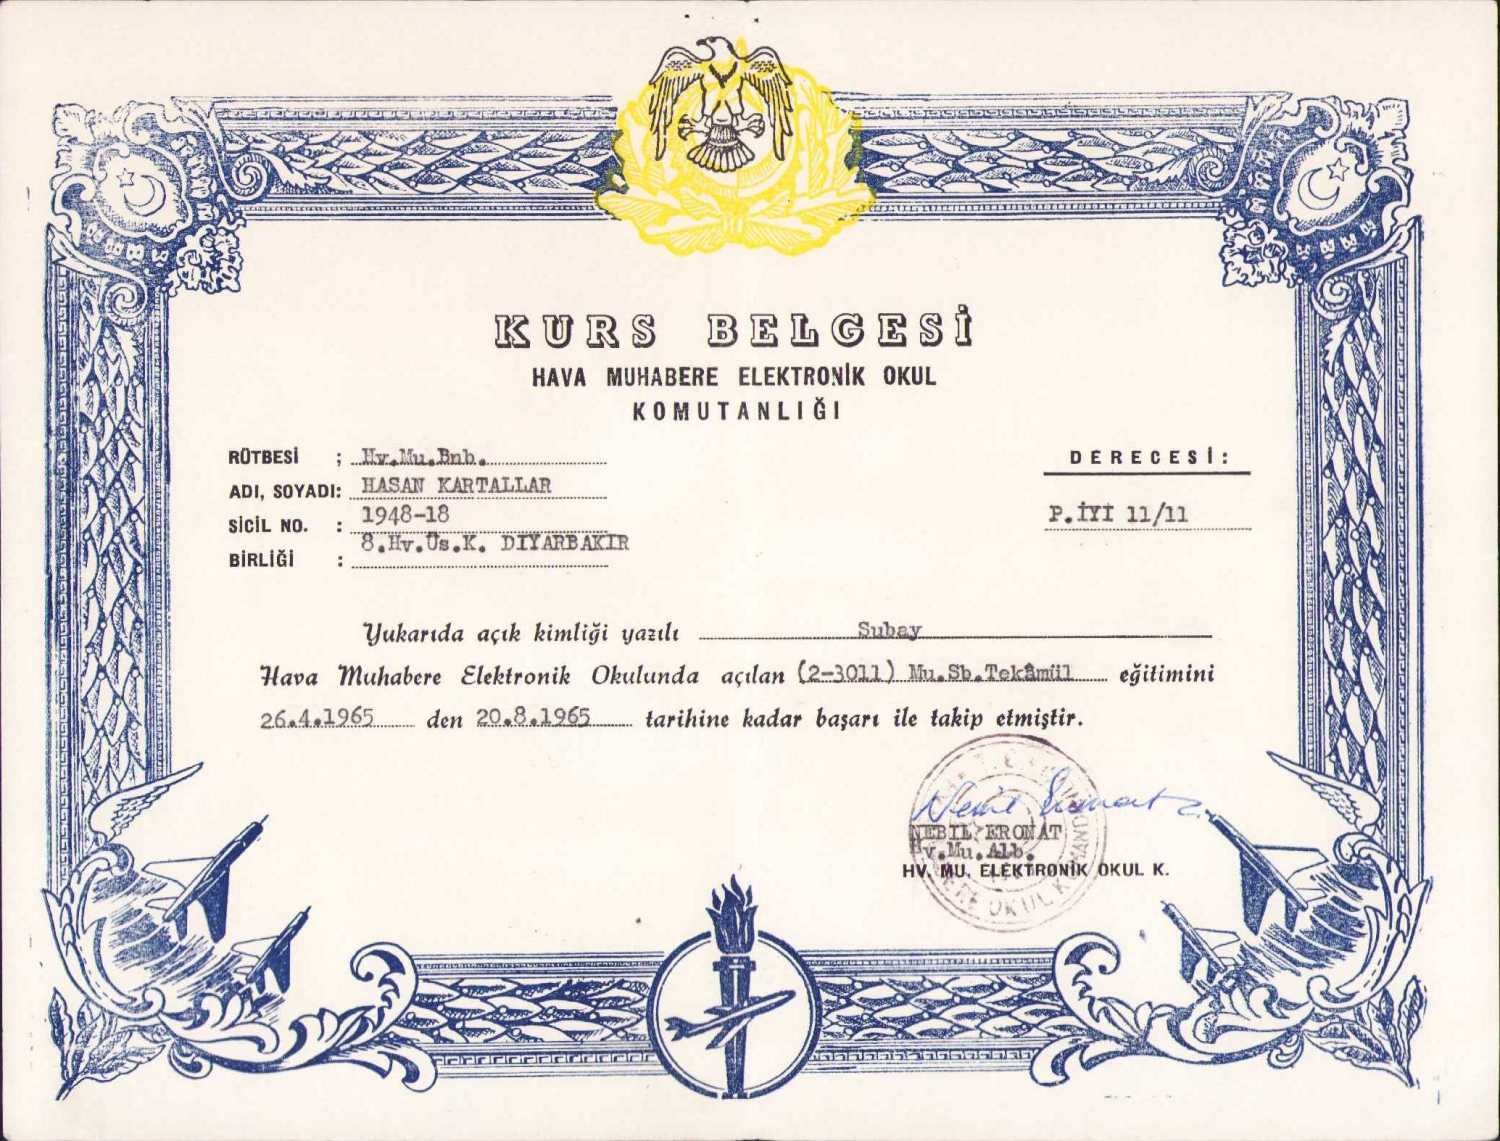 KURS BELGESİ
HAVA MUHABERE ELEKTRONİK OKUL
KOMUTANLIĞI
RÜTBESİ : Hv.Mu.Bnb.
ADI, SOYADI: HASAN KARTALLAR
SİCİL NO. : 1948-18
BİRLİĞİ : 8.Hv.Üs.K. DİYARBAKIR
DERECESİ:
P.İYİ 11/11
Yukarıda açık kimliği yazılı Subay
Hava Muhabere Elektronik Okulunda açılan (2-3011) Mu.Sb.Tekâmül eğitimini
26.4.1965 den 20.8.1965 tarihine kadar başarı ile takip etmiştir.
NEBİL ERONAT
Hv.Mu.Alb.
HV. MU. ELEKTRONİK OKUL K.
OKUL K